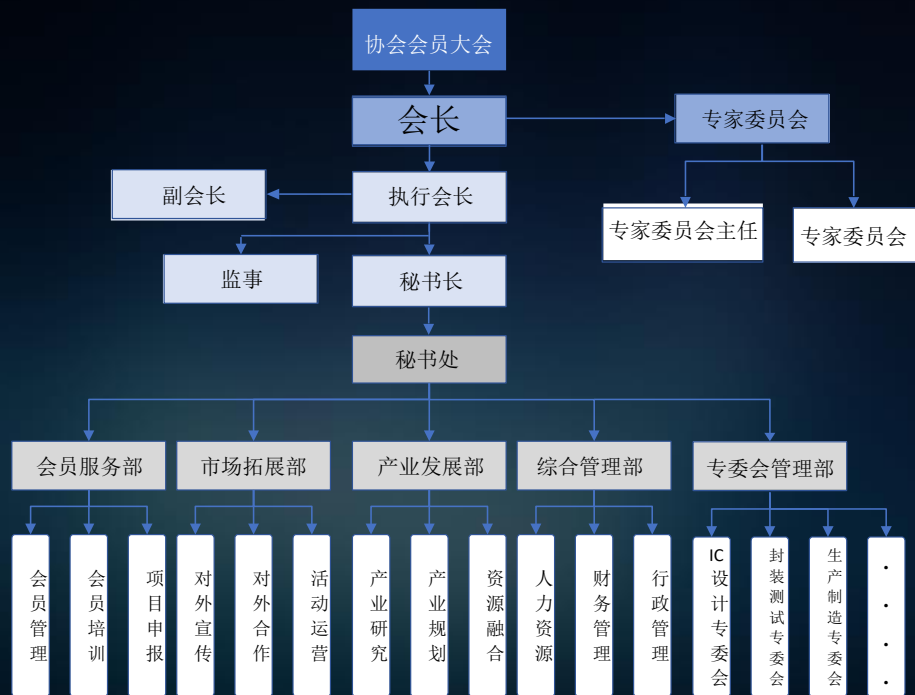 协会会员大会
会长
专家委员会
副会长
执行会长
专家委员会主任
专家委员会
监事
秘书长
秘书处
会员服务部
市场拓展部
产业发展部
综合管理部
专委会管理部
会员管理
会员培训
项目申报
对外宣传
对外合作
活动运营
产业研究
产业规划
资源融合
人力资源
财务管理
行政管理
IC设计专委会
封装测试专委会
生产制造专委会
....